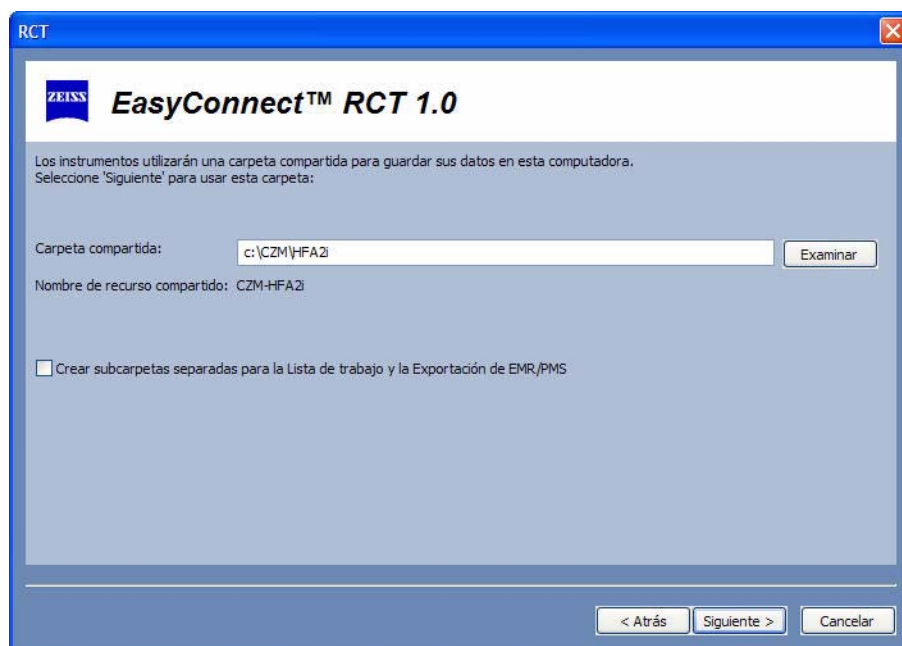 RCT
ZEISS
EasyConnect™ RCT 1.0
Los instrumentos utilizarán una carpeta compartida para guardar sus datos en esta computadora.
Seleccione 'Siguiente' para usar esta carpeta:
Carpeta compartida: c:\CZM\HFA2i Examinar
Nombre de recurso compartido: CZM-HFA2i
Crear subcarpetas separadas para la Lista de trabajo y la Exportación de EMR/PMS
< Atrás Siguiente > Cancelar